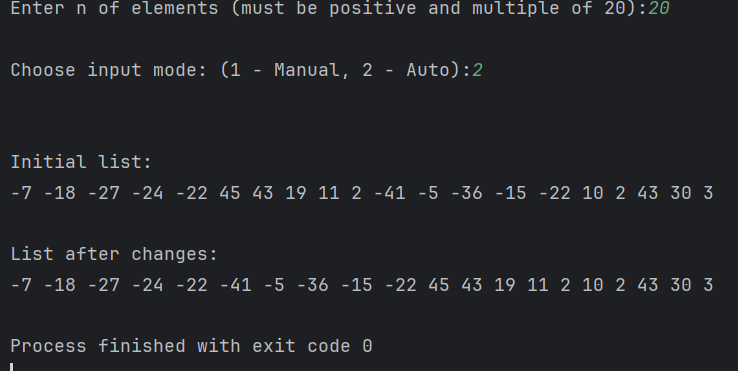 Enter n of elements (must be positive and multiple of 20):20
Choose input mode: (1 - Manual, 2 - Auto):2
Initial list:
-7 -18 -27 -24 -22 45 43 19 11 2 -41 -5 -36 -15 -22 10 2 43 30 3
List after changes:
-7 -18 -27 -24 -22 -41 -5 -36 -15 -22 45 43 19 11 2 10 2 43 30 3
Process finished with exit code 0